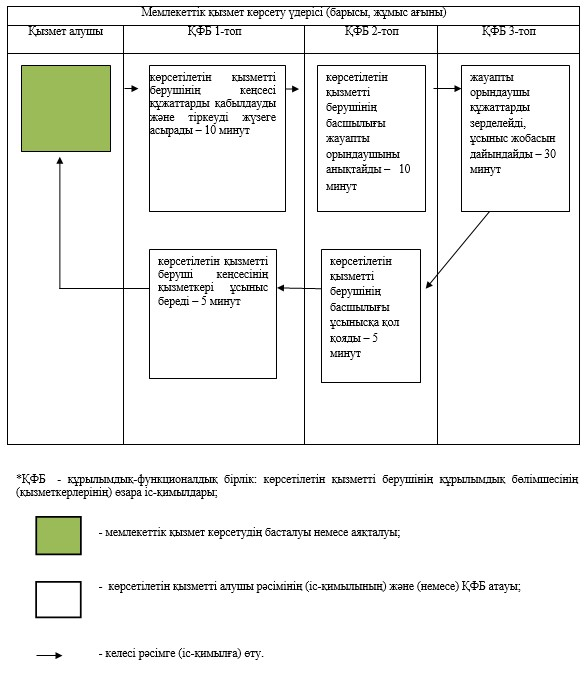 Мемлекеттік қызмет көрсету үдерісі (барысы, жұмыс ағыны)
Қызмет алушы
ҚФБ 1-топ
ҚФБ 2-топ
ҚФБ 3-топ
көрсетілетін қызметті
берушінің кеңсесі
құжаттарды қабылдауды
және тіркеуді жүзеге
асырады – 10 минут
көрсетілетін
қызметті
берушінің
басшылығы
жауапты
орындаушыны
анықтайды – 10
минут
жауапты
орындаушы
құжаттарды
зерделейді,
ұсыныс жобасын
дайындайды – 30
минут
көрсетілетін қызметті
беруші кеңсесінің
қызметкері ұсыныс
береді – 5 минут
көрсетілетін
қызметті
берушінің
басшылығы
ұсынысқа қол
қояды – 5
минут
*ҚФБ - құрылымдық-функционалдық бірлік: көрсетілетін қызметті берушінің құрылымдық бөлімшесінің
(қызметкерлерінің) өзара іс-қимылдары;
- мемлекеттік қызмет көрсетудің басталуы немесе аяқталуы;
- көрсетілетін қызметті алушы рәсімінің (іс-қимылының) және (немесе) ҚФБ атауы;
- келесі рәсімге (іс-қимылға) өту.